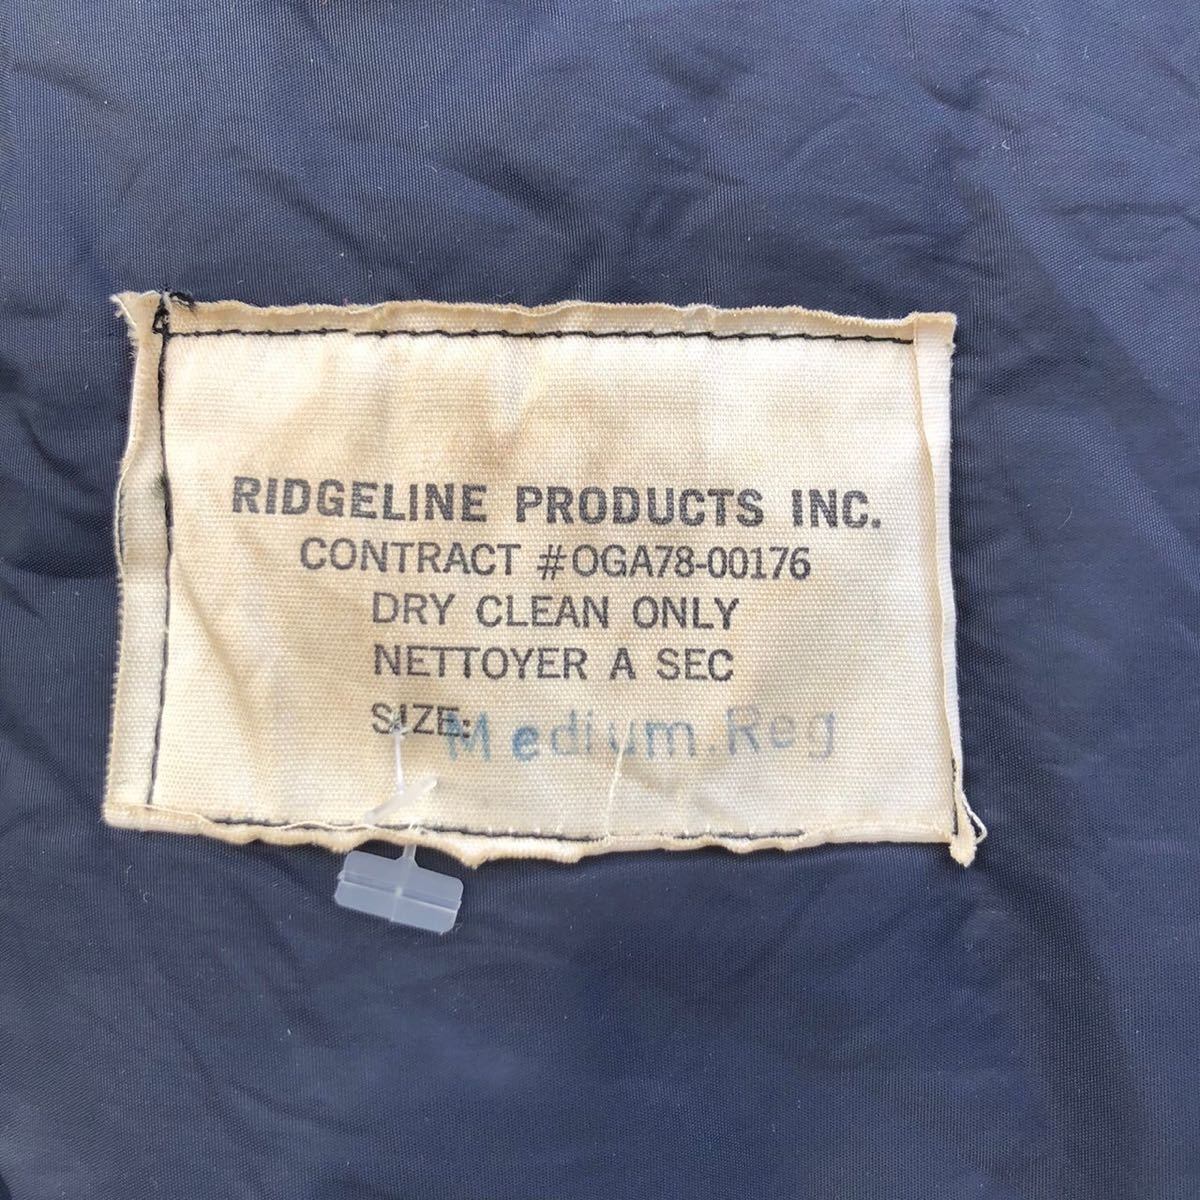 RIDGELINE PRODUCTS INC.
CONTRACT #OGA78-00176
DRY CLEAN ONLY
NETTOYER A SEC
SIZE: Medium.Reg